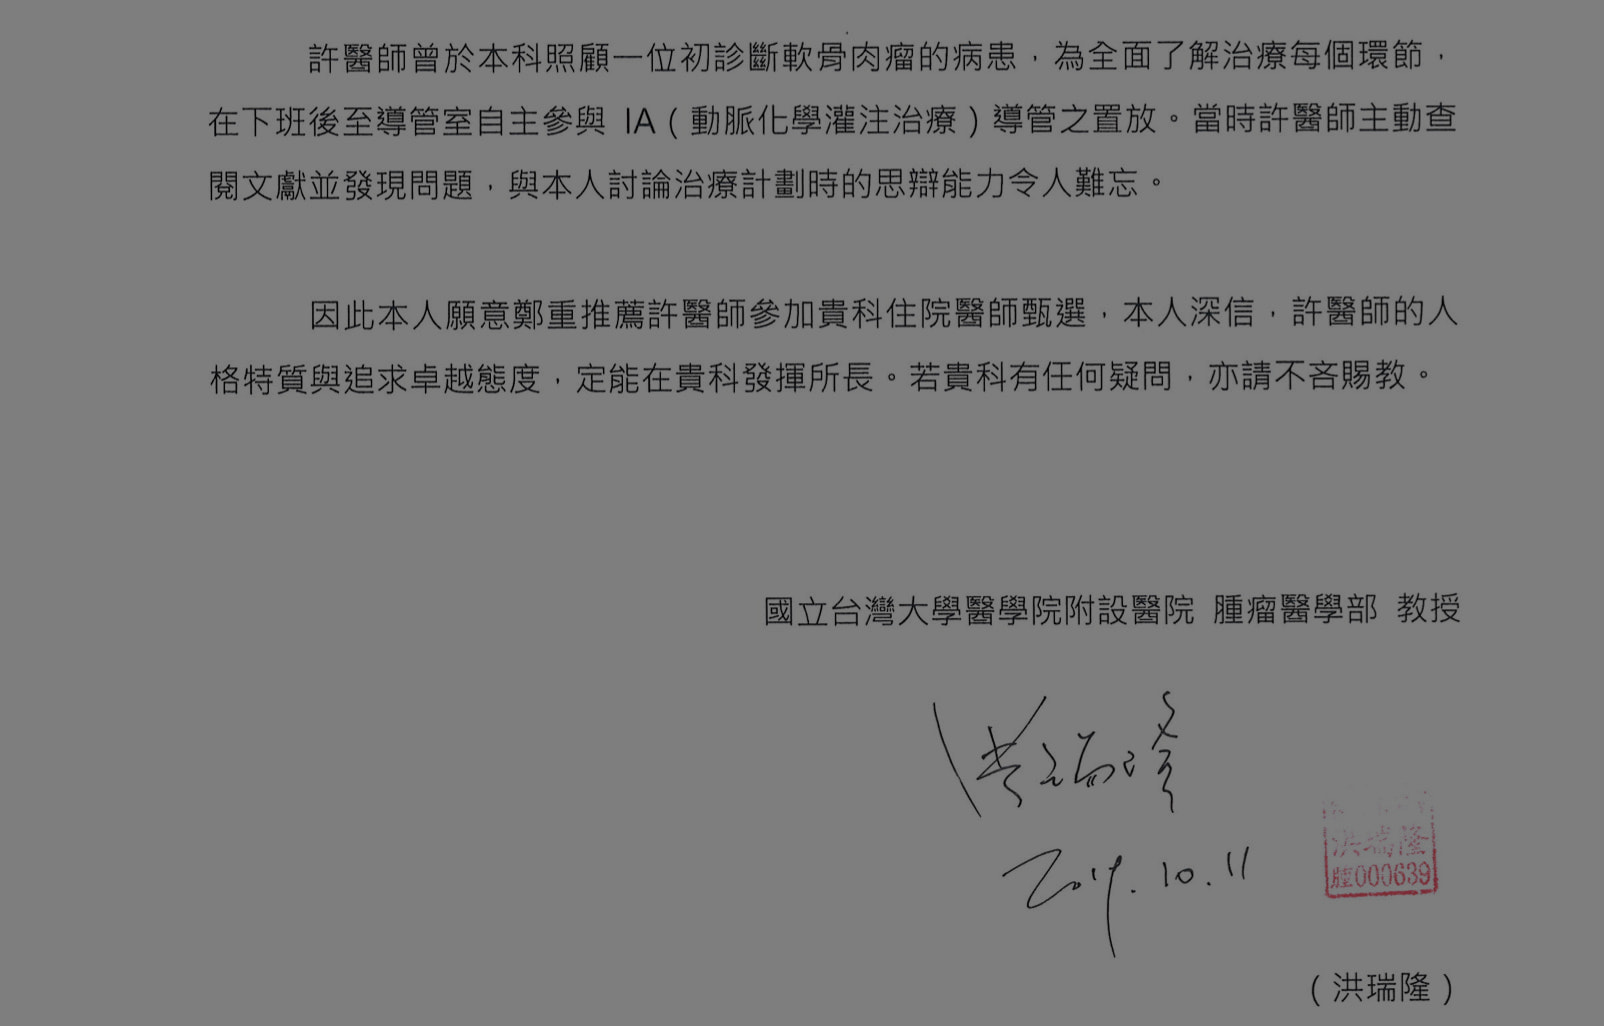 許醫師曾於本科照顧一位初診斷軟骨肉瘤的病患，為全面了解治療每個環節，
在下班後至導管室自主參與 IA（動脈化學灌注治療）導管之置放。當時許醫師主動查
閱文獻並發現問題，與本人討論治療計劃時的思辯能力令人難忘。
因此本人願意鄭重推薦許醫師參加貴科住院醫師甄選，本人深信，許醫師的人
格特質與追求卓越態度，定能在貴科發揮所長。若貴科有任何疑問，亦請不吝賜教。
國立台灣大學醫學院附設醫院 腫瘤醫學部 教授
洪瑞隆
10.11
洪瑞隆
腫000639
（洪瑞隆）